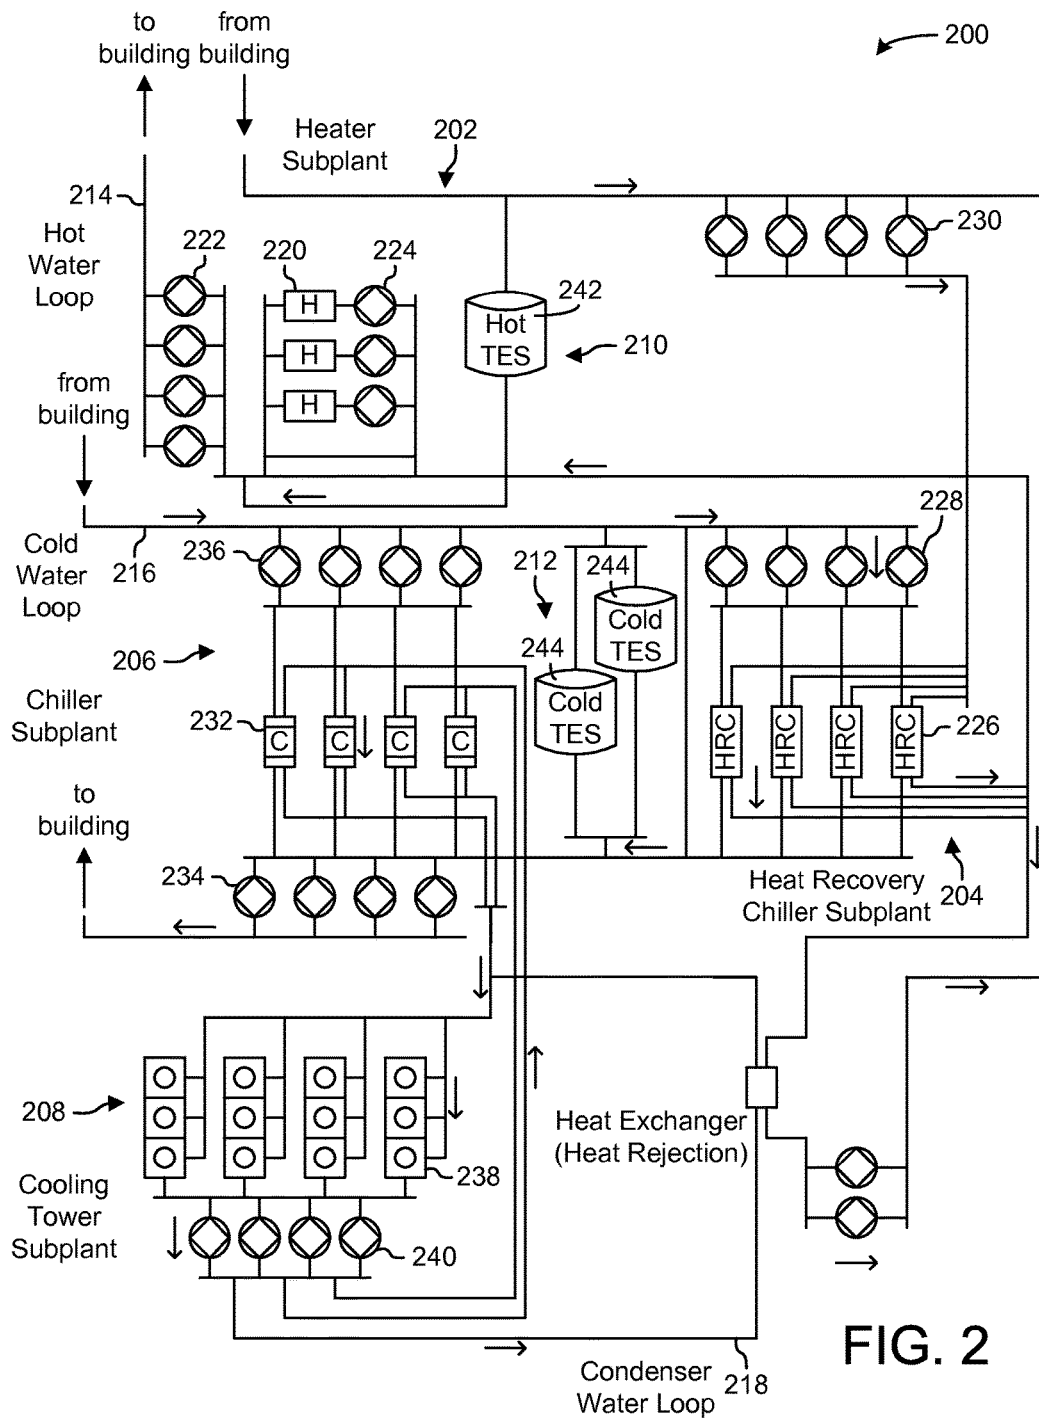 to
building
from
building
200
Heater
Subplant
202
214
Hot
Water
Loop
222
220
224
230
H
H
H
Hot
TES
242
210
from
building
Cold
Water
Loop
216
236
212
244
Cold
TES
244
Cold
TES
228
206
Chiller
Subplant
232
C
C
C
C
HRC
HRC
HRC
HRC
226
to
building
234
Heat Recovery
Chiller Subplant
204
208
Cooling
Tower
Subplant
238
240
Heat Exchanger
(Heat Rejection)
Condenser
Water Loop
218
FIG. 2